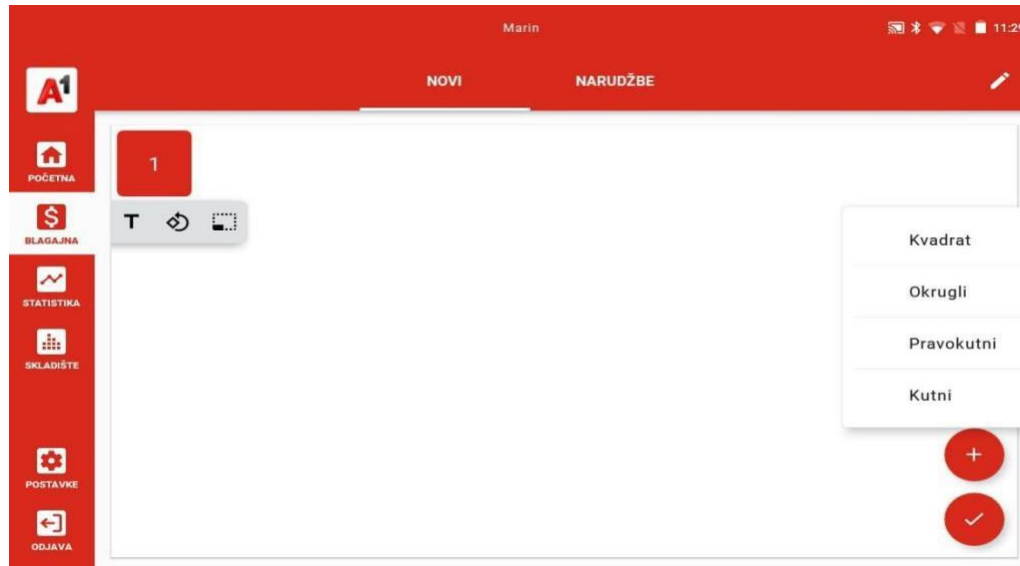 Marin
11:29
A1
NOVI
NARUDŽBE
POČETNA
1
BLAGAJNA
T
STATISTIKA
SKLADIŠTE
Kvadrat
Okrugli
Pravokutni
Kutni
POSTAVKE
ODJAVA